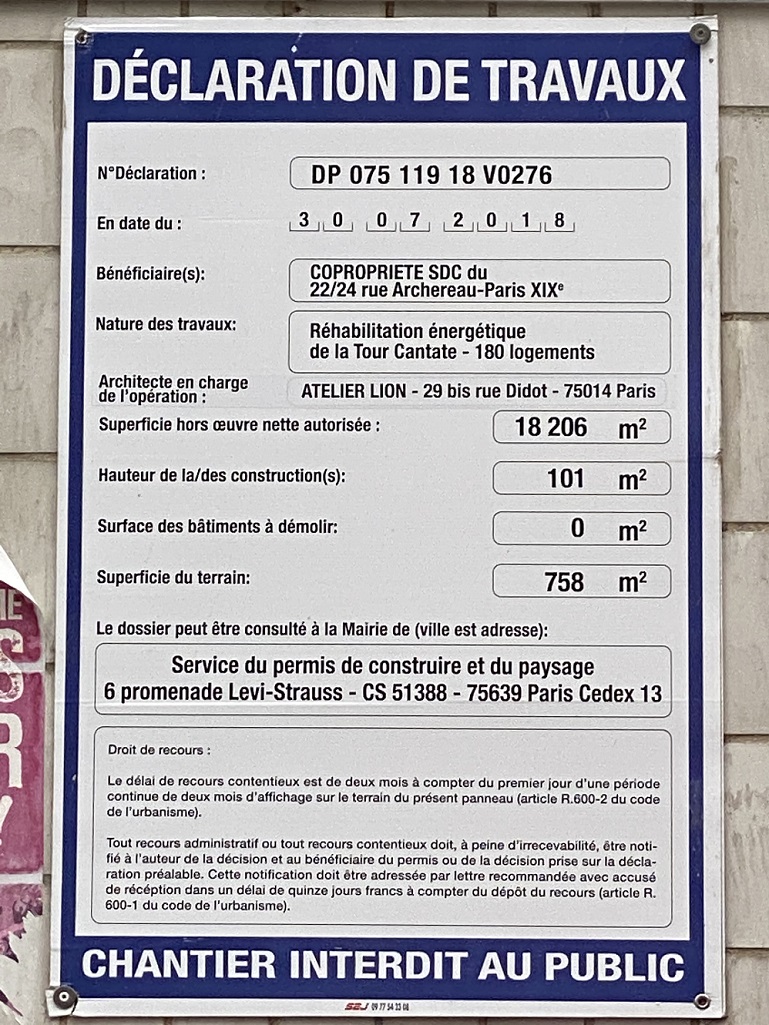 DÉCLARATION DE TRAVAUX
N°Déclaration : DP 075 119 18 V0276
En date du : 3 0 0 7 2 0 1 8
Bénéficiaire(s): COPROPRIETE SDC du
22/24 rue Archereau-Paris XIXe
Nature des travaux: Réhabilitation énergétique
de la Tour Cantate - 180 logements
Architecte en charge
de l'opération : ATELIER LION - 29 bis rue Didot - 75014 Paris
Superficie hors œuvre nette autorisée : 18 206 m²
Hauteur de la/des construction(s): 101 m²
Surface des bâtiments à démolir: 0 m²
Superficie du terrain: 758 m²
Le dossier peut être consulté à la Mairie de (ville est adresse):
Service du permis de construire et du paysage
6 promenade Levi-Strauss - CS 51388 - 75639 Paris Cedex 13
Droit de recours :
Le délai de recours contentieux est de deux mois à compter du premier jour d'une période
continue de deux mois d'affichage sur le terrain du présent panneau (article R.600-2 du code
de l'urbanisme).
Tout recours administratif ou tout recours contentieux doit, à peine d'irrecevabilité, être noti-
fié à l'auteur de la décision et au bénéficiaire du permis ou de la décision prise sur la décla-
ration préalable. Cette notification doit être adressée par lettre recommandée avec accusé
de récéption dans un délai de quinze jours francs à compter du dépôt du recours (article R.
600-1 du code de l'urbanisme).
CHANTIER INTERDIT AU PUBLIC